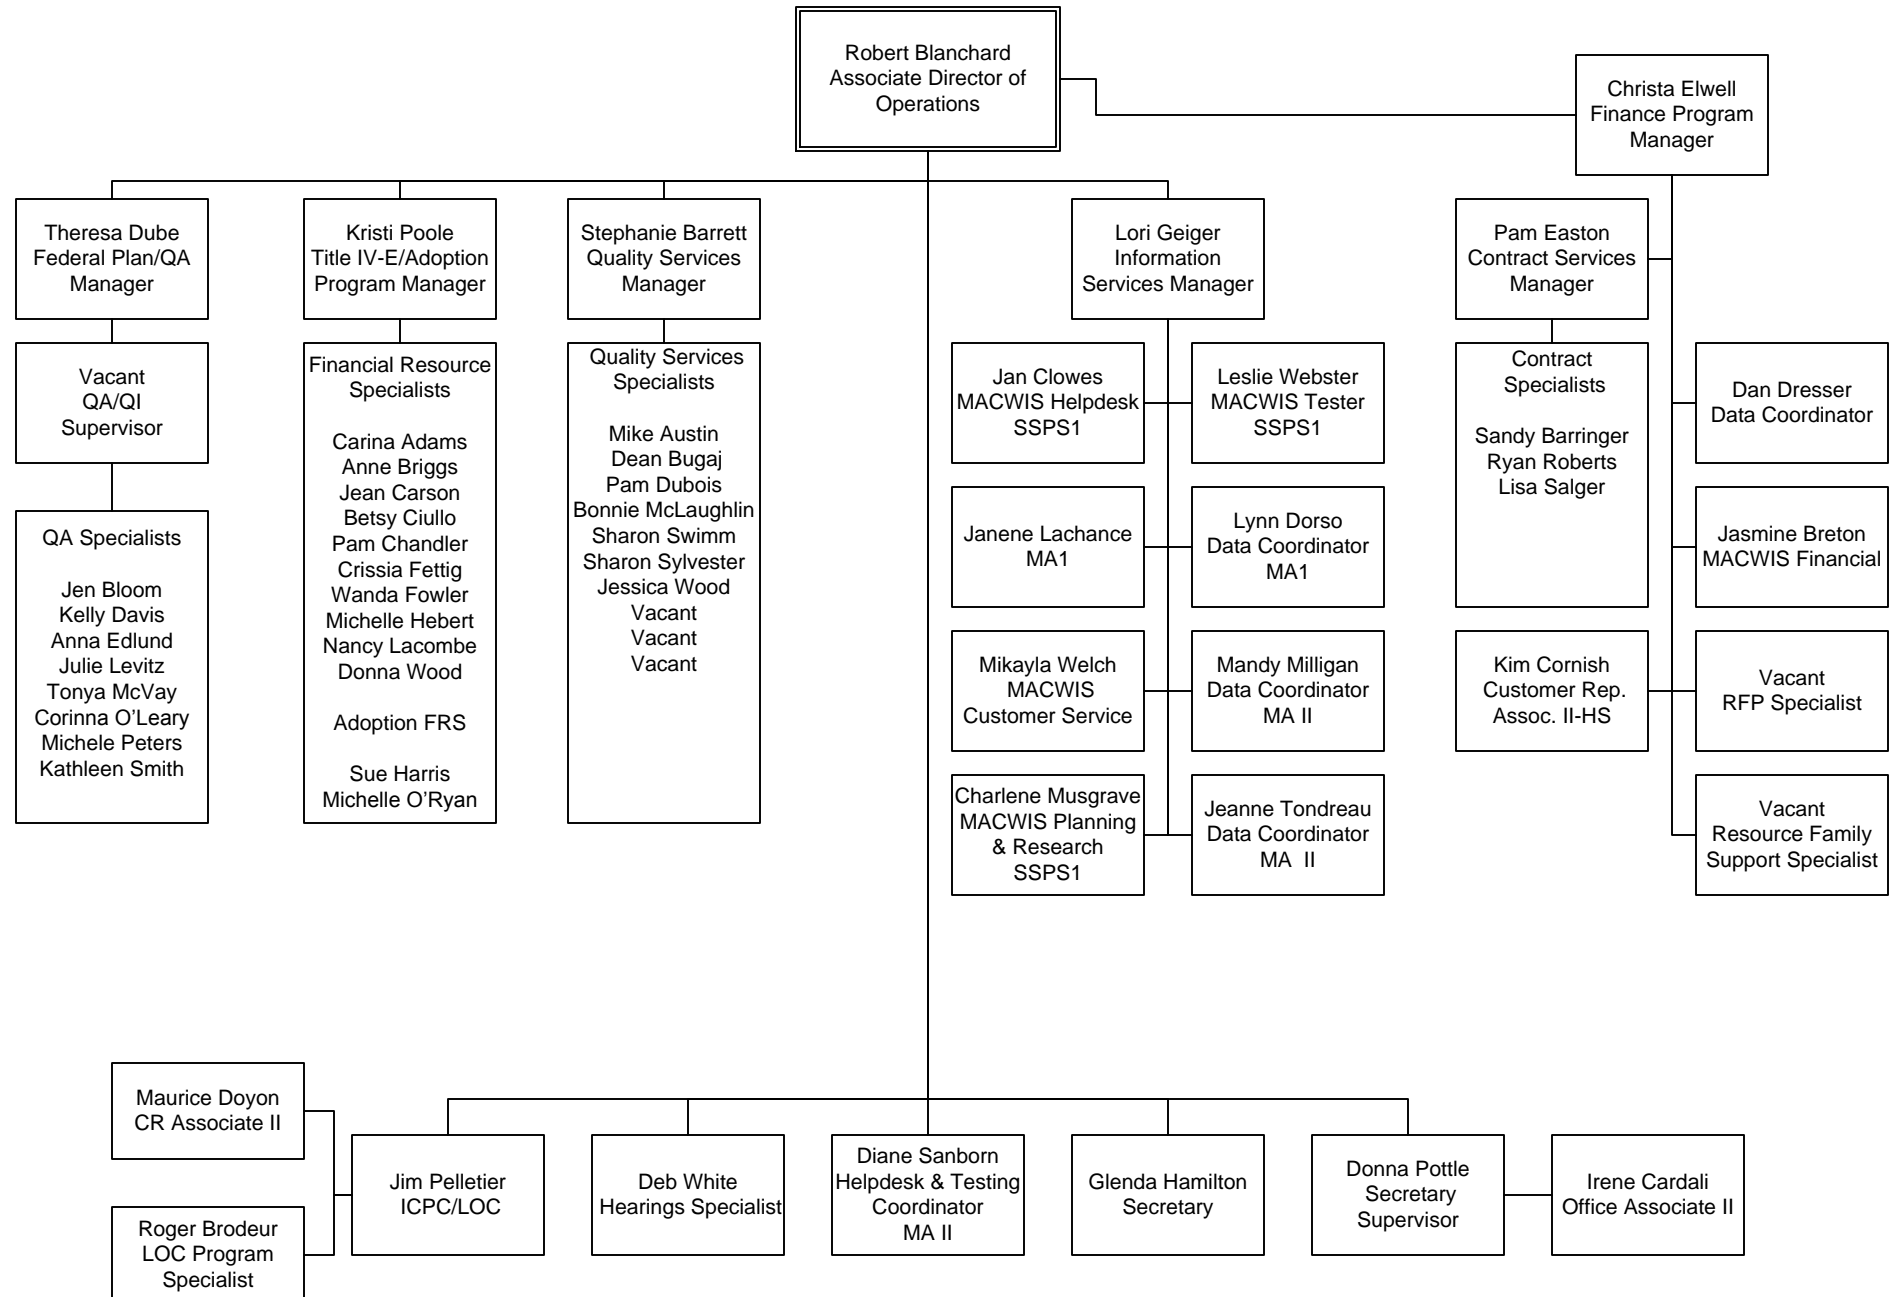 Robert Blanchard
Associate Director of
Operations
Christa Elwell
Finance Program
Manager
Theresa Dube
Federal Plan/QA
Manager
Kristi Poole
Title IV-E/Adoption
Program Manager
Stephanie Barrett
Quality Services
Manager
Lori Geiger
Information
Services Manager
Pam Easton
Contract Services
Manager
Vacant
QA/QI
Supervisor
QA Specialists
Jen Bloom
Kelly Davis
Anna Edlund
Julie Levitz
Tonya McVay
Corinna O'Leary
Michele Peters
Kathleen Smith
Financial Resource
Specialists
Carina Adams
Anne Briggs
Jean Carson
Betsy Ciullo
Pam Chandler
Crissia Fettig
Wanda Fowler
Michelle Hebert
Nancy Lacombe
Donna Wood
Adoption FRS
Sue Harris
Michelle O'Ryan
Quality Services
Specialists
Mike Austin
Dean Bugaj
Pam Dubois
Bonnie McLaughlin
Sharon Swimm
Sharon Sylvester
Jessica Wood
Vacant
Vacant
Vacant
Jan Clowes
MACWIS Helpdesk
SSPS1
Leslie Webster
MACWIS Tester
SSPS1
Janene Lachance
MA1
Lynn Dorso
Data Coordinator
MA1
Mikayla Welch
MACWIS
Customer Service
Mandy Milligan
Data Coordinator
MA II
Charlene Musgrave
MACWIS Planning
& Research
SSPS1
Jeanne Tondreau
Data Coordinator
MA  II
Contract
Specialists
Sandy Barringer
Ryan Roberts
Lisa Salger
Dan Dresser
Data Coordinator
Jasmine Breton
MACWIS Financial
Kim Cornish
Customer Rep.
Assoc. II-HS
Vacant
RFP Specialist
Vacant
Resource Family
Support Specialist
Maurice Doyon
CR Associate II
Roger Brodeur
LOC Program
Specialist
Jim Pelletier
ICPC/LOC
Deb White
Hearings Specialist
Diane Sanborn
Helpdesk & Testing
Coordinator
MA II
Glenda Hamilton
Secretary
Donna Pottle
Secretary
Supervisor
Irene Cardali
Office Associate II